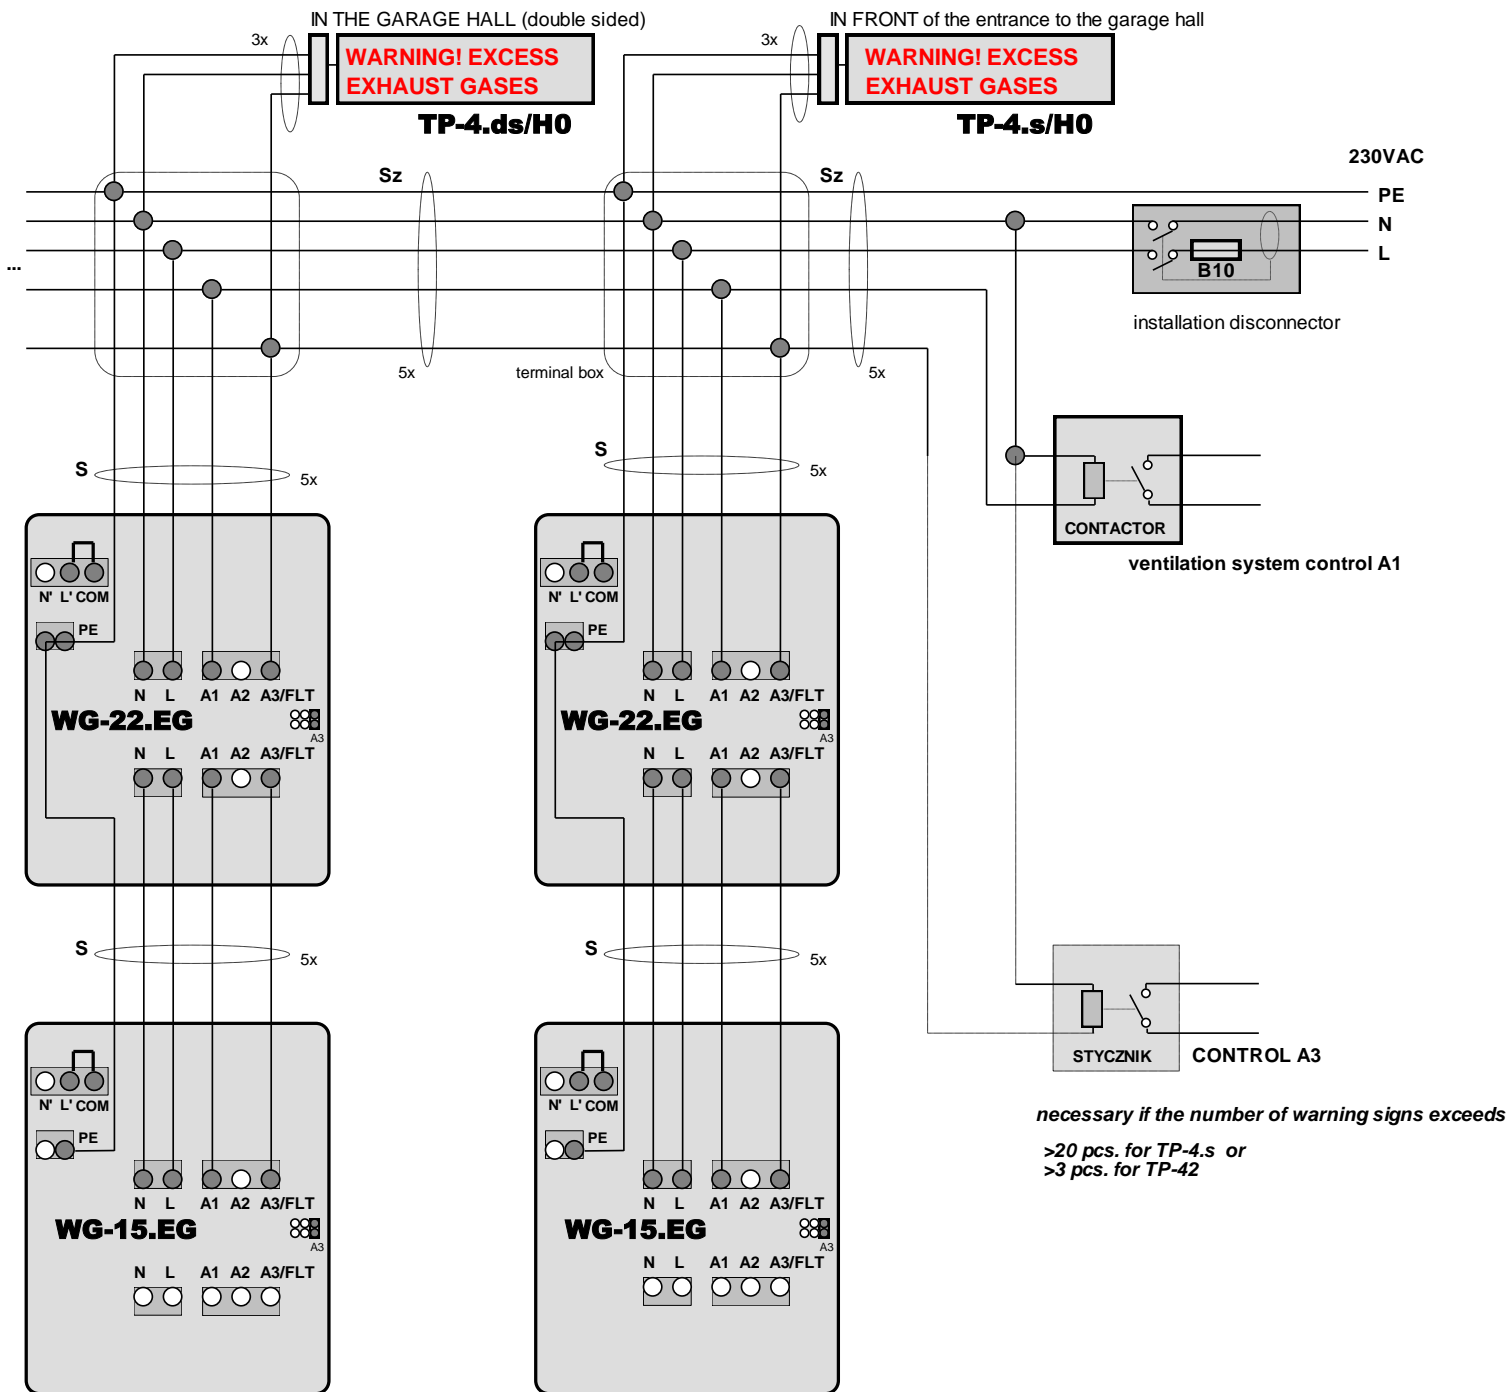 IN THE GARAGE HALL (double sided)
IN FRONT of the entrance to the garage hall
3x
WARNING! EXCESS
EXHAUST GASES
3x
WARNING! EXCESS
EXHAUST GASES
TP-4.ds/H0
TP-4.s/H0
230VAC
Sz
Sz
PE
N
L
...
B10
installation disconnector
5x
terminal box
5x
S
5x
S
5x
CONTACTOR
ventilation system control A1
N' L' COM
PE
N L A1 A2 A3/FLT
WG-22.EG
A3
N L A1 A2 A3/FLT
N' L' COM
PE
N L A1 A2 A3/FLT
WG-22.EG
A3
N L A1 A2 A3/FLT
S
5x
S
5x
STYCZNIK
CONTROL A3
necessary if the number of warning signs exceeds
>20 pcs. for TP-4.s or
>3 pcs. for TP-42
N' L' COM
PE
N L A1 A2 A3/FLT
WG-15.EG
A3
N L A1 A2 A3/FLT
N' L' COM
PE
N L A1 A2 A3/FLT
WG-15.EG
A3
N L A1 A2 A3/FLT